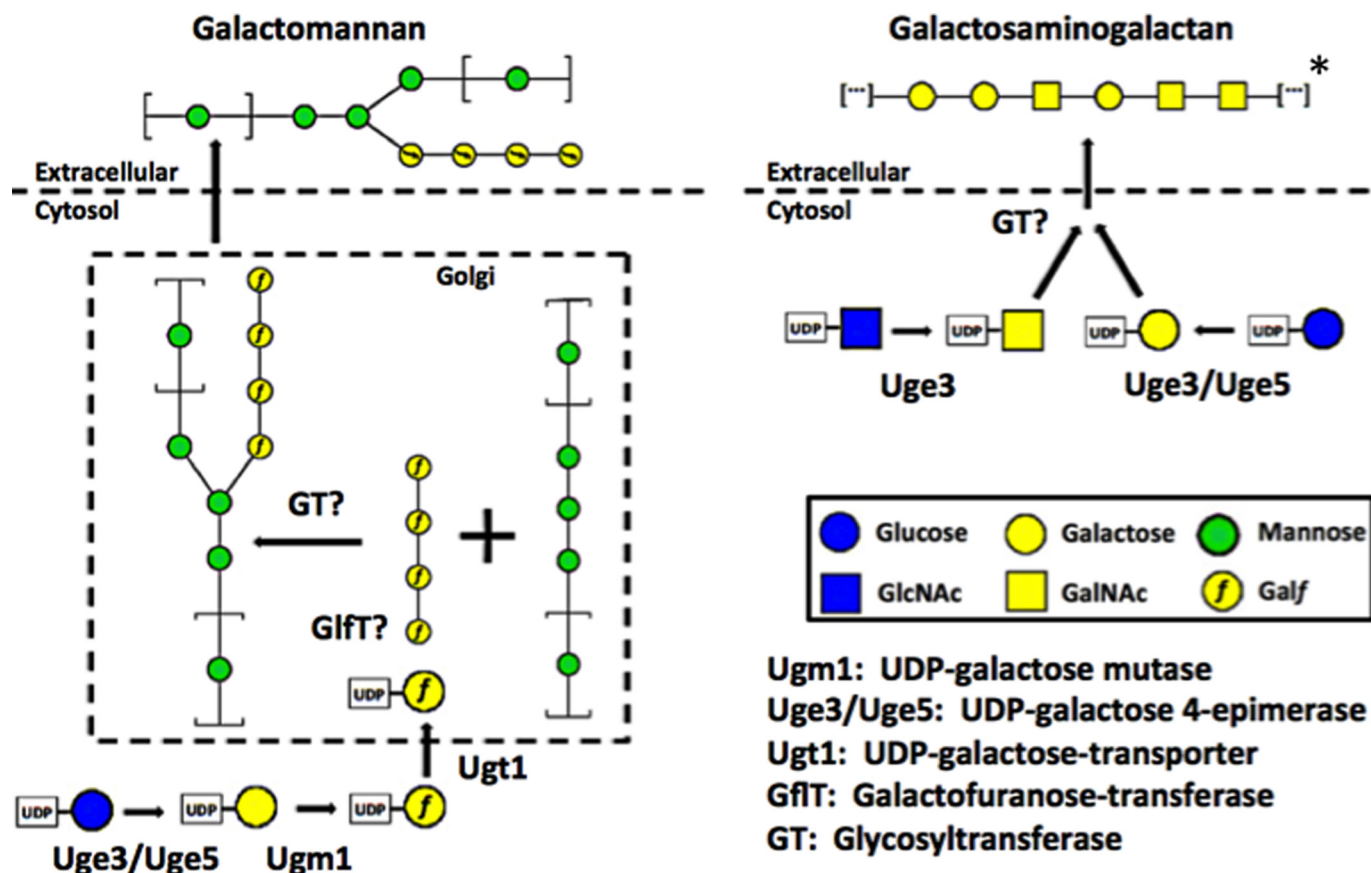 Galactomannan
Extracellular
Cytosol
Golgi
f
f
f
f
GT?
f
f
f
f
GlfT?
UDP f
Ugt1
UDP
UDP
UDP f
Uge3/Uge5
Ugm1
Galactosaminogalactan
[···] [···]*
Extracellular
Cytosol
GT?
UDP
UDP
UDP
UDP
Uge3
Uge3/Uge5
Glucose
Galactose
Mannose
GlcNAc
GalNAc
f Galf
Ugm1: UDP-galactose mutase
Uge3/Uge5: UDP-galactose 4-epimerase
Ugt1: UDP-galactose-transporter
GflT: Galactofuranose-transferase
GT: Glycosyltransferase